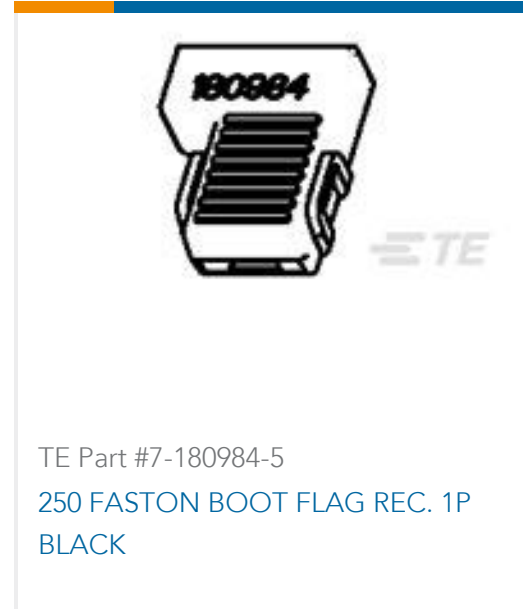 180984
TE
TE Part #7-180984-5
250 FASTON BOOT FLAG REC. 1P
BLACK